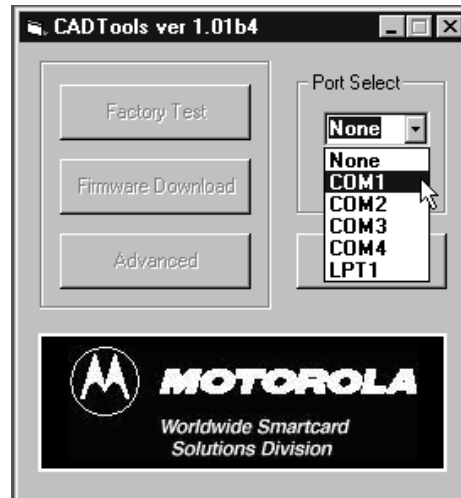 CADTools ver 1.01b4
Factory Test
Firmware Download
Advanced
Port Select
None
None
COM1
COM2
COM3
COM4
LPT1
MOTOROLA
Worldwide Smartcard
Solutions Division